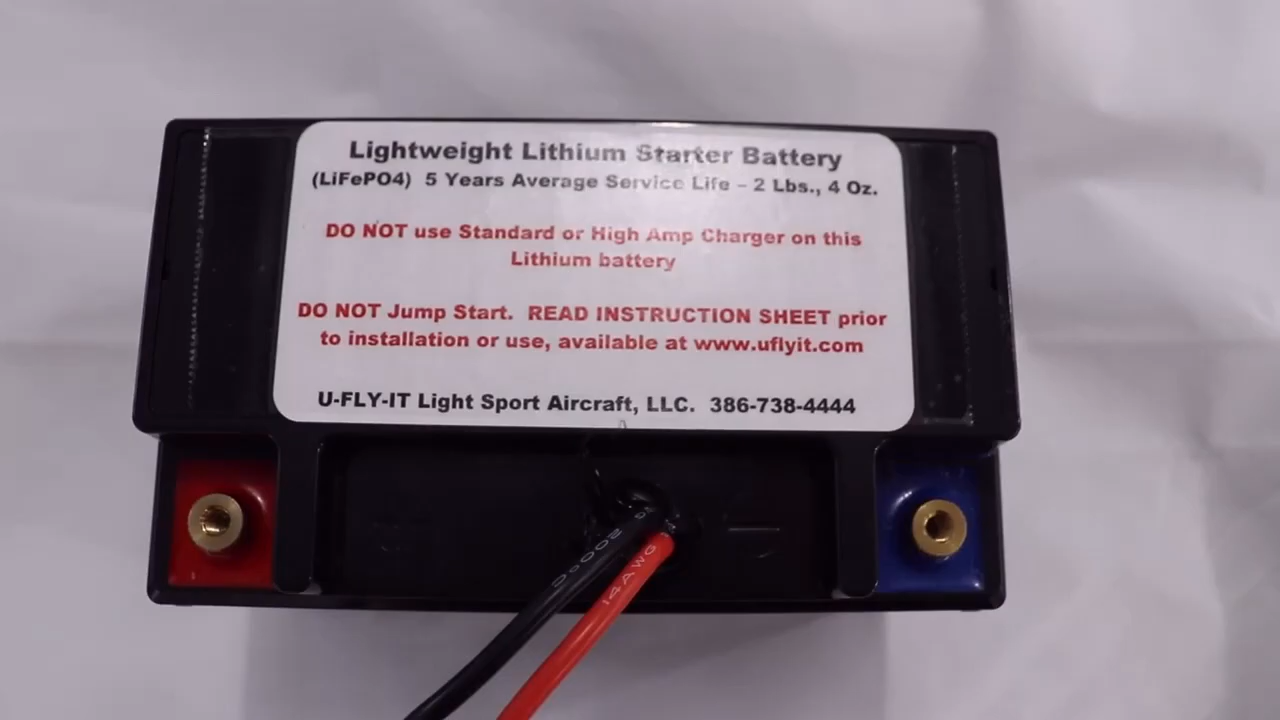 Lightweight Lithium Starter Battery
(LiFePO4) 5 Years Average Service Life – 2 Lbs., 4 Oz.
DO NOT use Standard or High Amp Charger on this
Lithium battery
DO NOT Jump Start. READ INSTRUCTION SHEET prior
to installation or use, available at www.uflyit.com
U-FLY-IT Light Sport Aircraft, LLC. 386-738-4444
200°C
14AWG